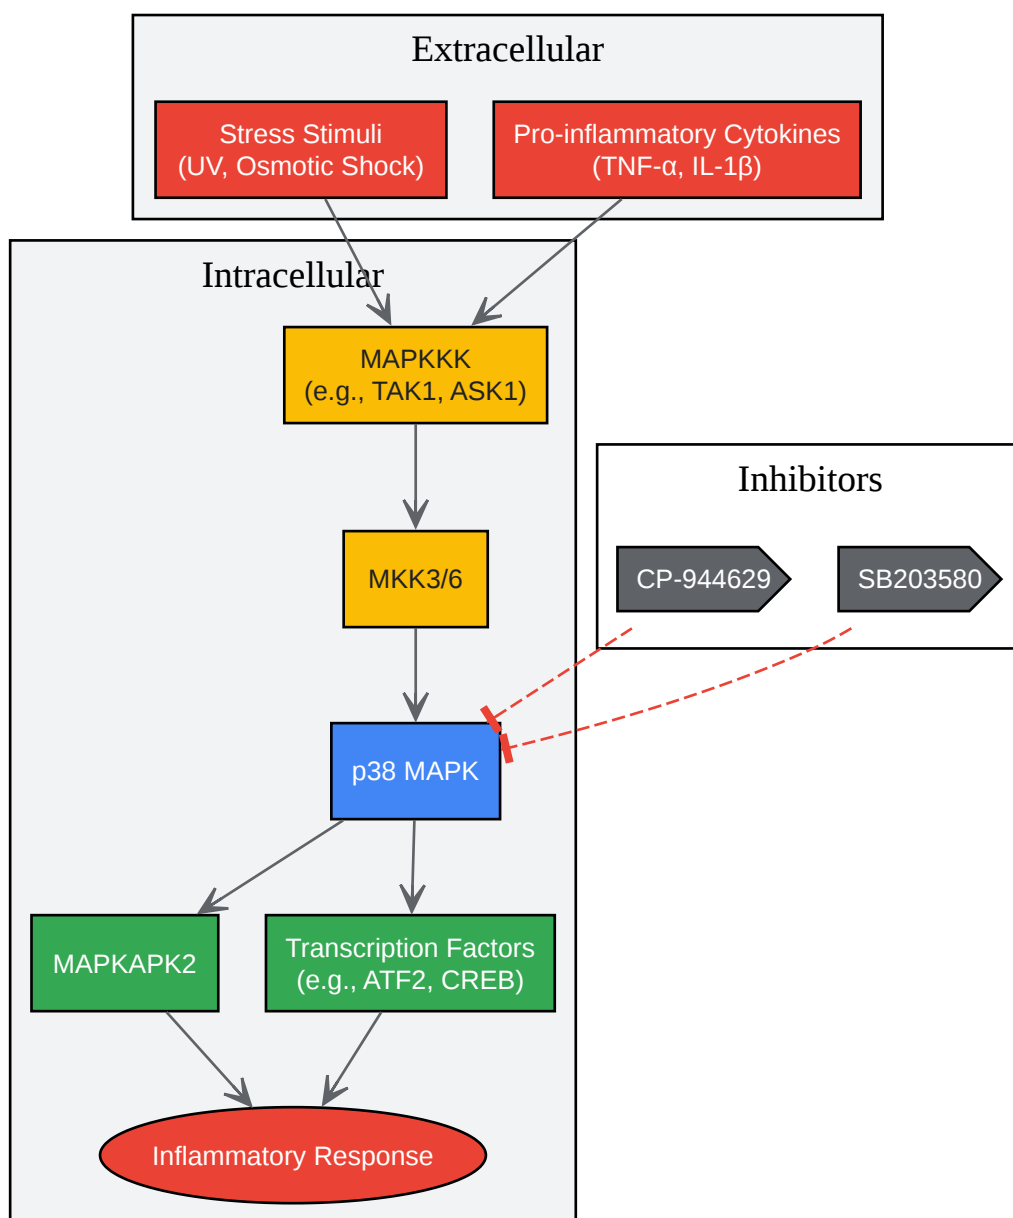 Extracellular
Stress Stimuli
(UV, Osmotic Shock)
Pro-inflammatory Cytokines
(TNF-α, IL-1β)
Intracellular
MAPKKK
(e.g., TAK1, ASK1)
Inhibitors
MKK3/6
CP-944629
SB203580
p38 MAPK
MAPKAPK2
Transcription Factors
(e.g., ATF2, CREB)
Inflammatory Response